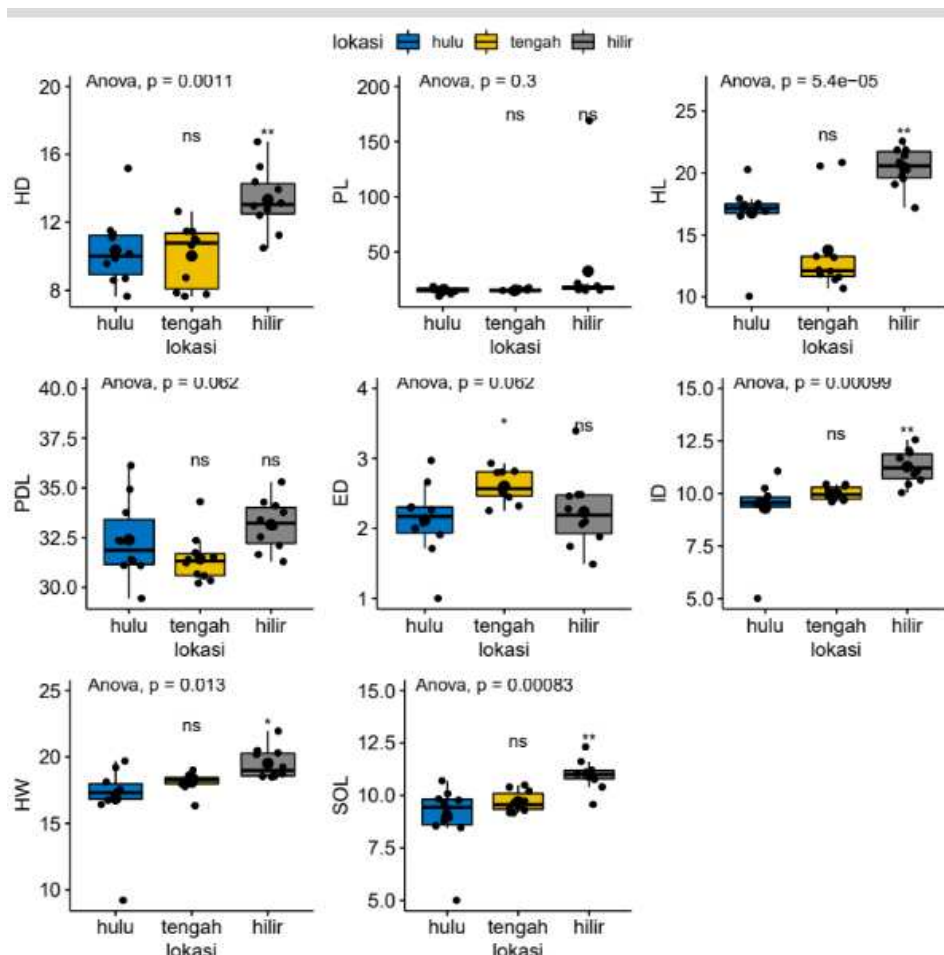 lokasi hulu tengah hilir
Anova, p = 0.0011
ns
**
HD
20
16
12
8
hulu tengah hilir
lokasi
Anova, p = 0.3
ns
ns
PL
200
150
100
50
hulu tengah hilir
lokasi
Anova, p = 5.4e−05
ns
**
HL
25
20
15
10
hulu tengah hilir
lokasi
Anova, p = 0.062
ns
ns
PDL
40.0
37.5
35.0
32.5
30.0
hulu tengah hilir
lokasi
Anova, p = 0.062
*
ns
ED
4
3
2
1
hulu tengah hilir
lokasi
Anova, p = 0.00099
ns
**
ID
15.0
12.5
10.0
7.5
5.0
hulu tengah hilir
lokasi
Anova, p = 0.013
ns
*
HW
25
20
15
10
hulu tengah hilir
lokasi
Anova, p = 0.00083
ns
**
SOL
15.0
12.5
10.0
7.5
5.0
hulu tengah hilir
lokasi